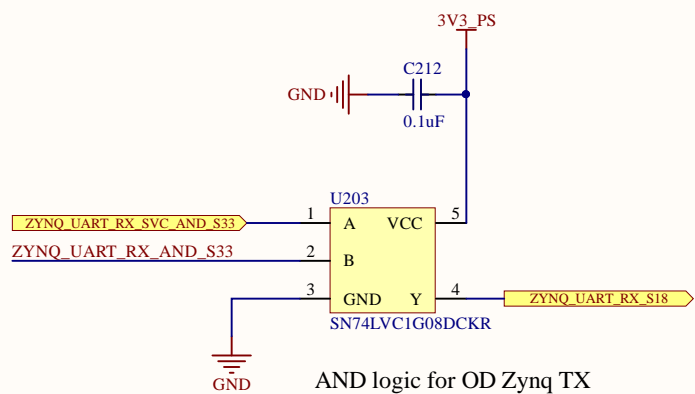 3V3_PS
C212
GND
0.1uF
U203
ZYNQ_UART_RX_SVC_AND_S33 1 A VCC 5
ZYNQ_UART_RX_AND_S33 2 B
3 GND Y 4 ZYNQ_UART_RX_S18
SN74LVC1G08DCKR
GND
AND logic for OD Zynq TX